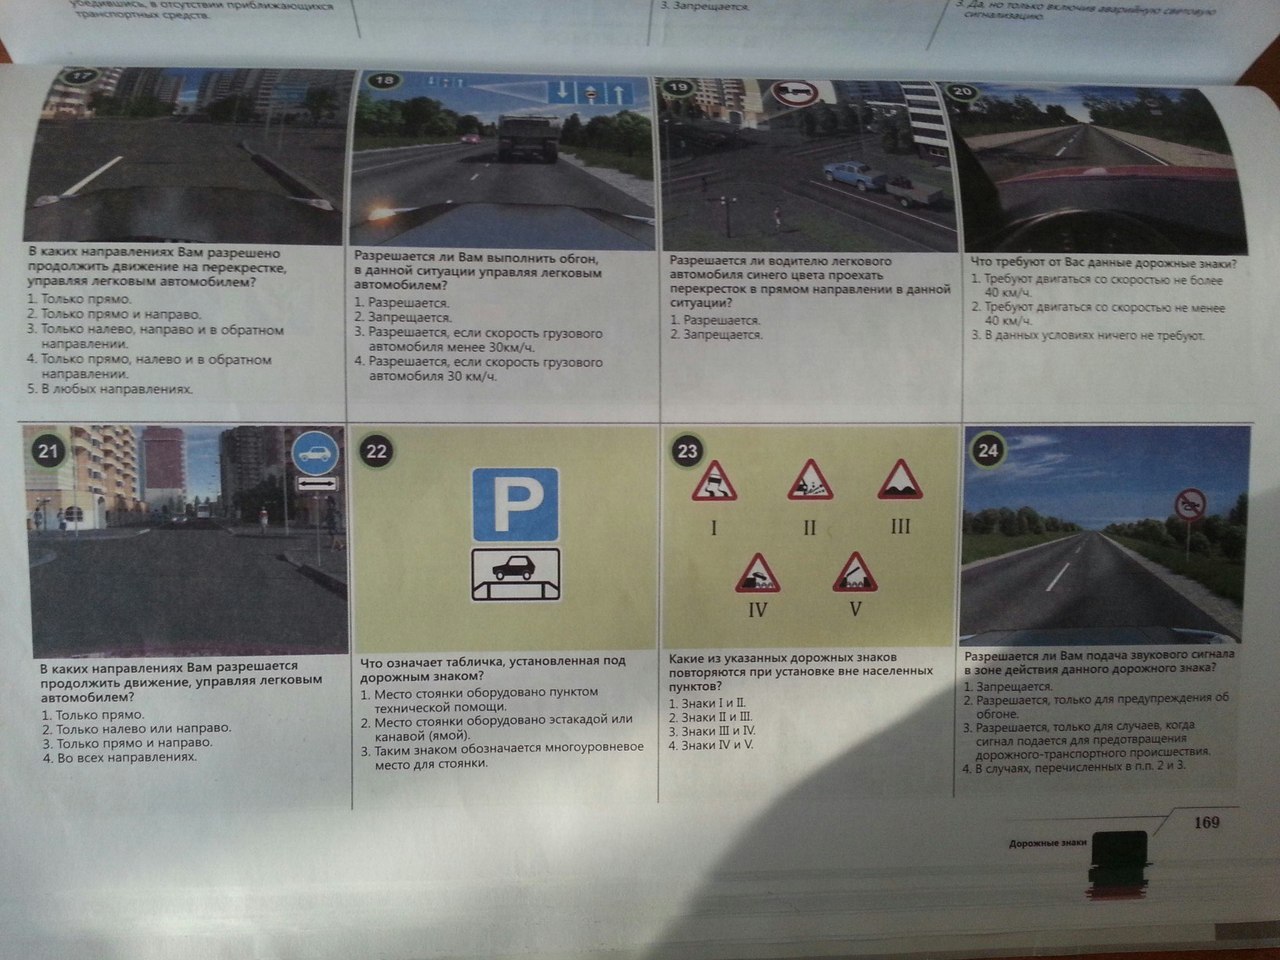 убедившись, в отсутствии приближающихся
транспортных средств.
3. Запрещается.
3. Да, но только включив аварийную световую
сигнализацию.
17
В каких направлениях Вам разрешено
продолжить движение на перекрестке,
управляя легковым автомобилем?
1. Только прямо.
2. Только прямо и направо.
3. Только налево, направо и в обратном
направлении.
4. Только прямо, налево и в обратном
направлении.
5. В любых направлениях.
18
Разрешается ли Вам выполнить обгон,
в данной ситуации управляя легковым
автомобилем?
1. Разрешается.
2. Запрещается.
3. Разрешается, если скорость грузового
автомобиля менее 30км/ч.
4. Разрешается, если скорость грузового
автомобиля 30 км/ч.
19
Разрешается ли водителю легкового
автомобиля синего цвета проехать
перекресток в прямом направлении в данной
ситуации?
1. Разрешается.
2. Запрещается.
20
Что требуют от Вас данные дорожные знаки?
1. Требуют двигаться со скоростью не более
40 км/ч.
2. Требуют двигаться со скоростью не менее
40 км/ч.
3. В данных условиях ничего не требуют.
21
В каких направлениях Вам разрешается
продолжить движение, управляя легковым
автомобилем?
1. Только прямо.
2. Только налево или направо.
3. Только прямо и направо.
4. Во всех направлениях.
22
P
Что означает табличка, установленная под
дорожным знаком?
1. Место стоянки оборудовано пунктом
технической помощи.
2. Место стоянки оборудовано эстакадой или
канавой (ямой).
3. Таким знаком обозначается многоуровневое
место для стоянки.
23
I II III
IV V
Какие из указанных дорожных знаков
повторяются при установке вне населенных
пунктов?
1. Знаки I и II.
2. Знаки II и III.
3. Знаки III и IV.
4. Знаки IV и V.
24
Разрешается ли Вам подача звукового сигнала
в зоне действия данного дорожного знака?
1. Запрещается.
2. Разрешается, только для предупреждения об
обгоне.
3. Разрешается, только для случаев, когда
сигнал подается для предотвращения
дорожного-транспортного происшествия.
4. В случаях, перечисленных в п.п. 2 и 3.
Дорожные знаки
169